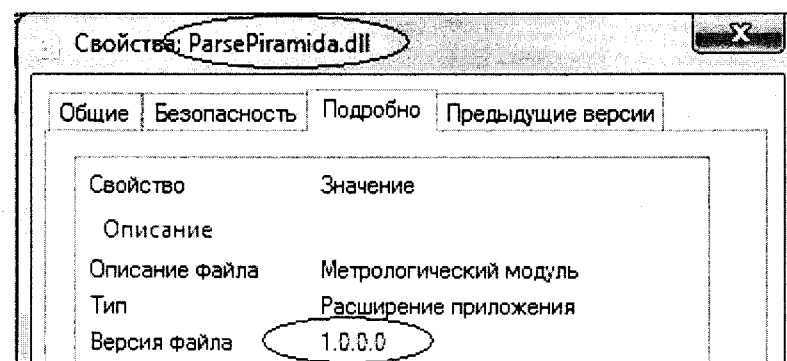 Свойства: ParsePiramida.dll
Общие Безопасность Подробно Предыдущие версии
Свойство Значение
Описание
Описание файла Метрологический модуль
Тип Расширение приложения
Версия файла 1.0.0.0